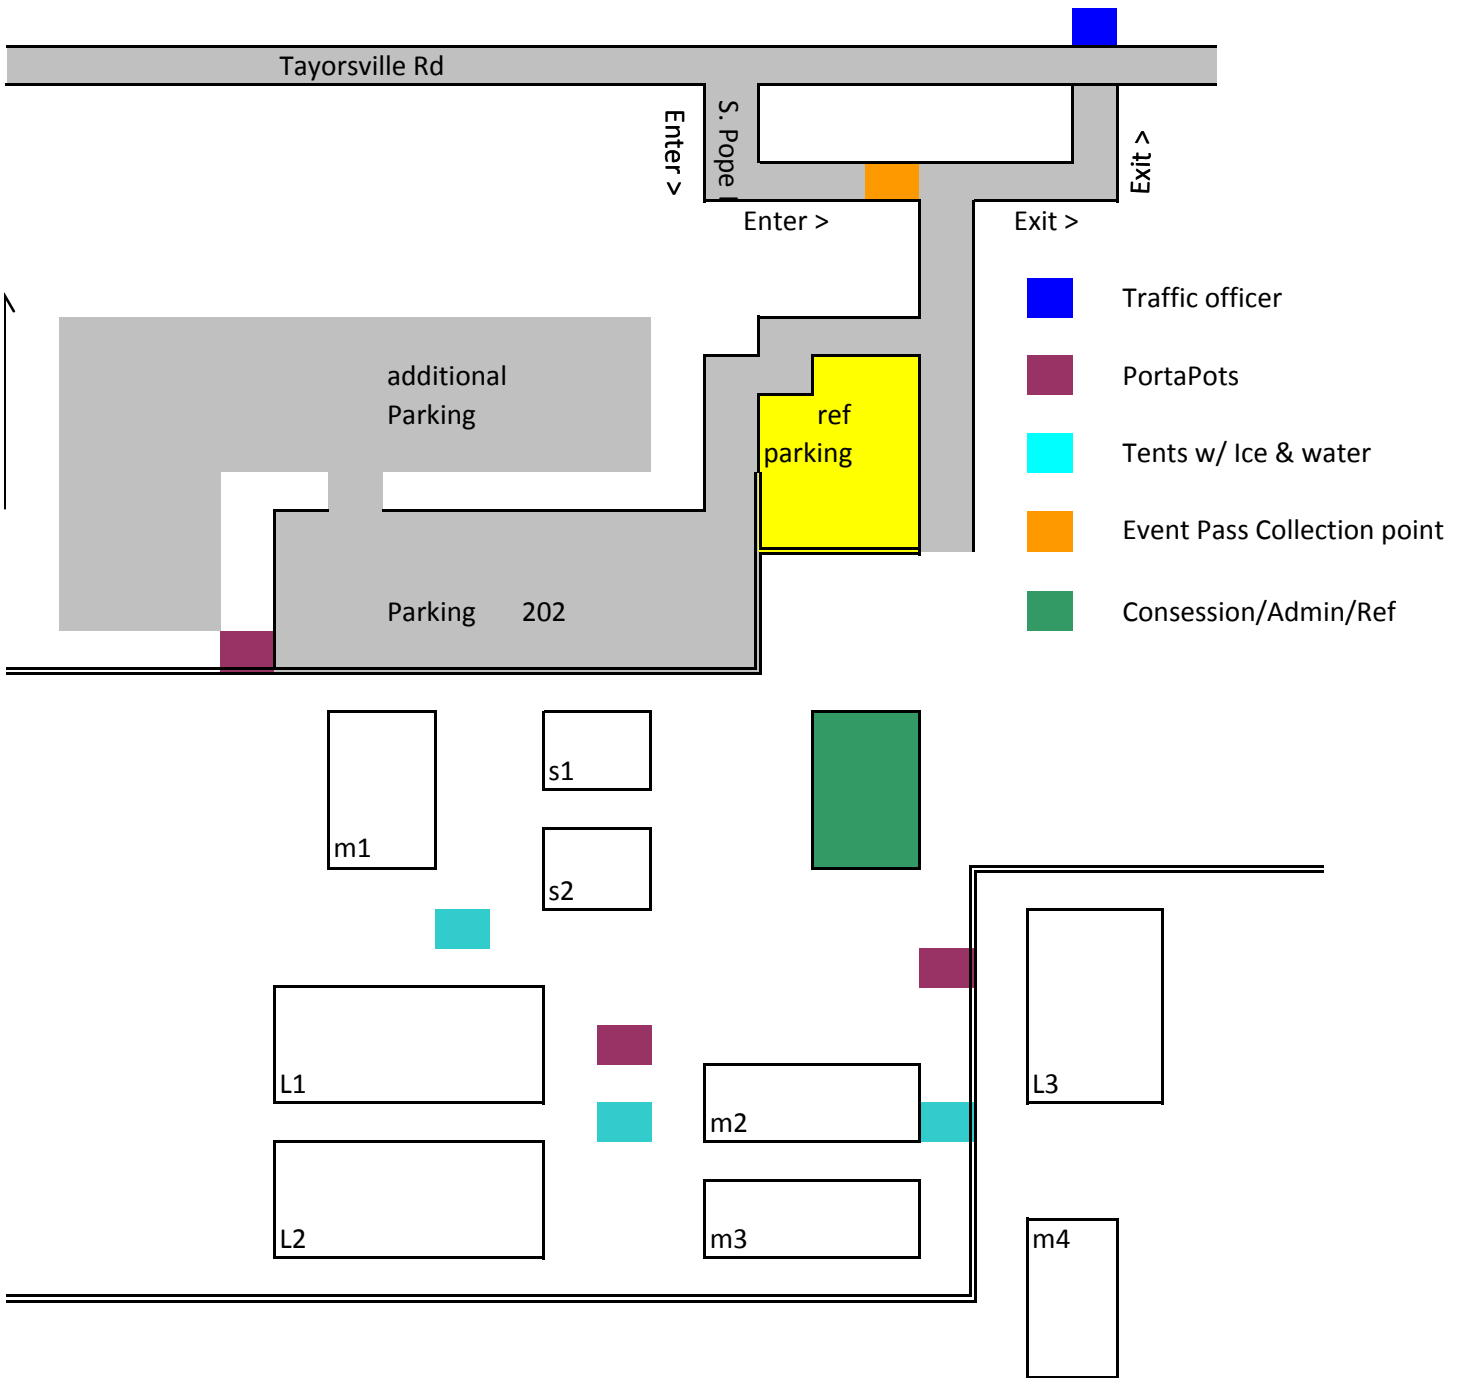 Tayorsville Rd
S. Pope
Enter >
Exit >
Enter >
Exit >
Traffic officer
additional
Parking
PortaPots
ref
parking
Tents w/ Ice & water
Event Pass Collection point
Parking 202
Consession/Admin/Ref
s1
m1
s2
L1
L3
m2
L2
m3
m4